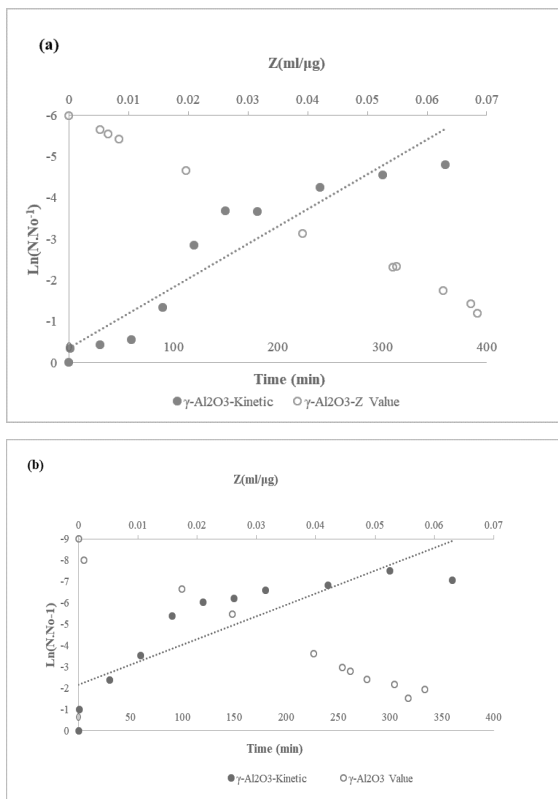 (a)
Z(ml/µg)
0 0.01 0.02 0.03 0.04 0.05 0.06 0.07
-6
-5
-4
-3
-2
-1
0
Ln(N.No-1)
0 100 200 300 400
Time (min)
γ-Al2O3-Kinetic γ-Al2O3-Z Value
(b)
Z(ml/µg)
0 0.01 0.02 0.03 0.04 0.05 0.06 0.07
-9
-8
-7
-6
-5
-4
-3
-2
-1
0
Ln(N.No-1)
0 50 100 150 200 250 300 350 400
Time (min)
γ-Al2O3-Kinetic γ-Al2O3 Value